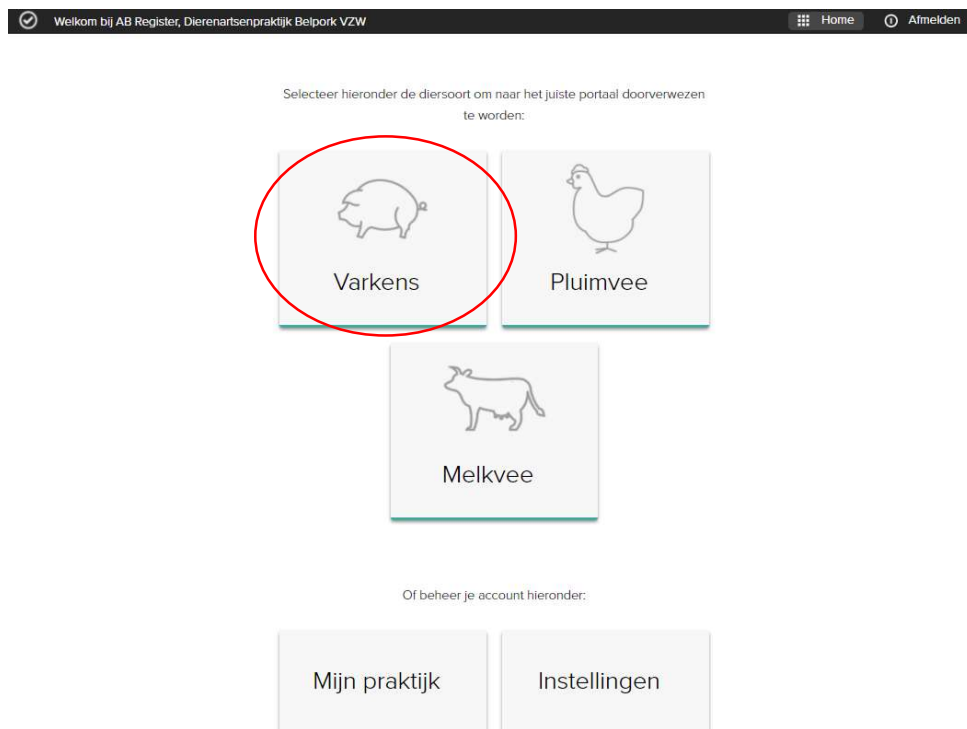 Welkom bij AB Register, Dierenartsenpraktijk Belpork VZW
Home
Afmelden
Selecteer hieronder de diersoort om naar het juiste portaal doorverwezen
te worden:
Varkens
Pluimvee
Melkvee
Of beheer je account hieronder:
Mijn praktijk
Instellingen